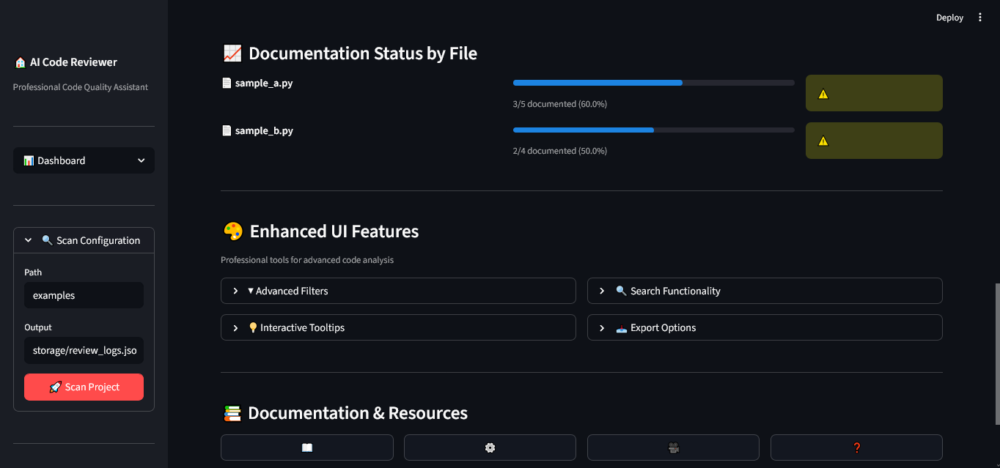 Deploy
🏠 AI Code Reviewer
Professional Code Quality Assistant
📊 Dashboard
🔍 Scan Configuration
Path
examples
Output
storage/review_logs.jso
🚀 Scan Project
📈 Documentation Status by File
📄 sample_a.py
3/5 documented (60.0%)
⚠️
📄 sample_b.py
2/4 documented (50.0%)
⚠️
🎨 Enhanced UI Features
Professional tools for advanced code analysis
▼ Advanced Filters
🔍 Search Functionality
💡 Interactive Tooltips
📥 Export Options
📚 Documentation & Resources
📖
⚙️
🎥
❓